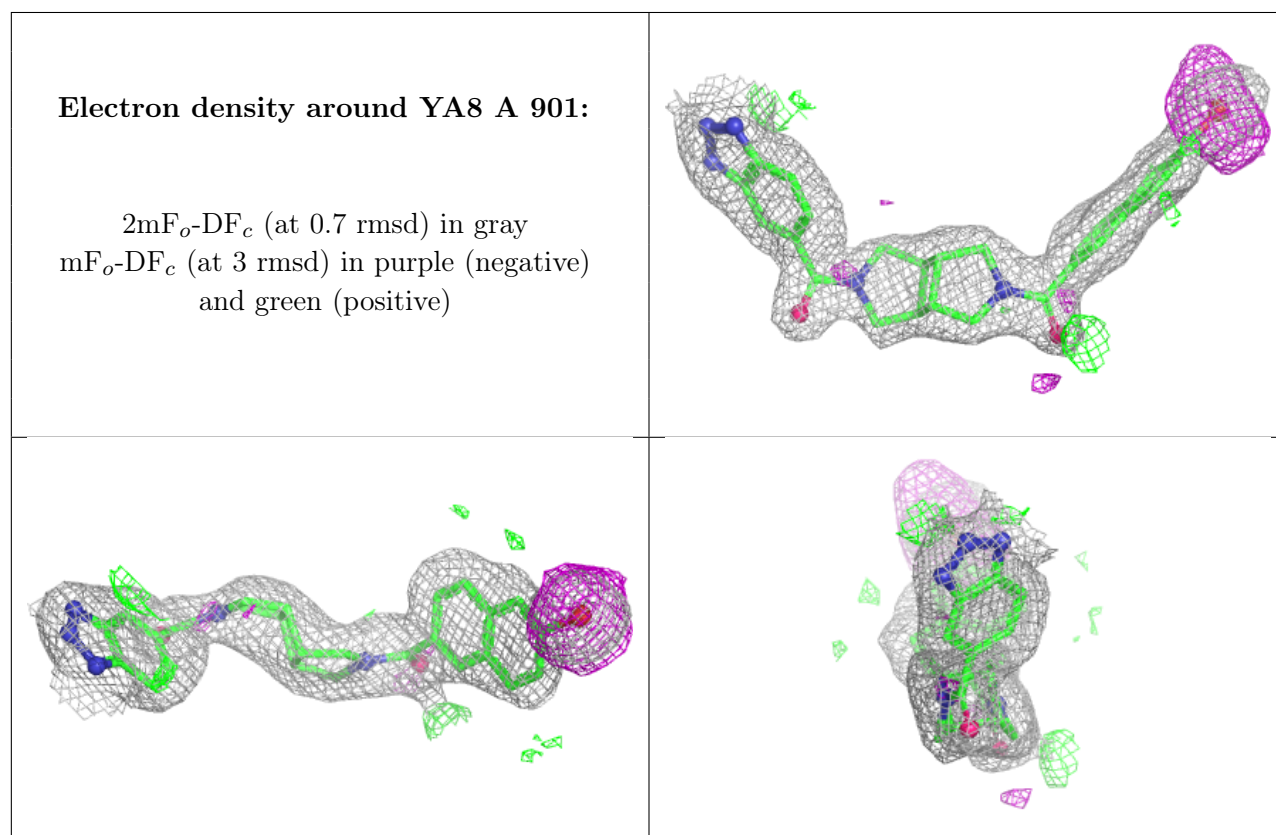 Electron density around YA8 A 901:
2mFo-DFc (at 0.7 rmsd) in gray
mFo-DFc (at 3 rmsd) in purple (negative)
and green (positive)